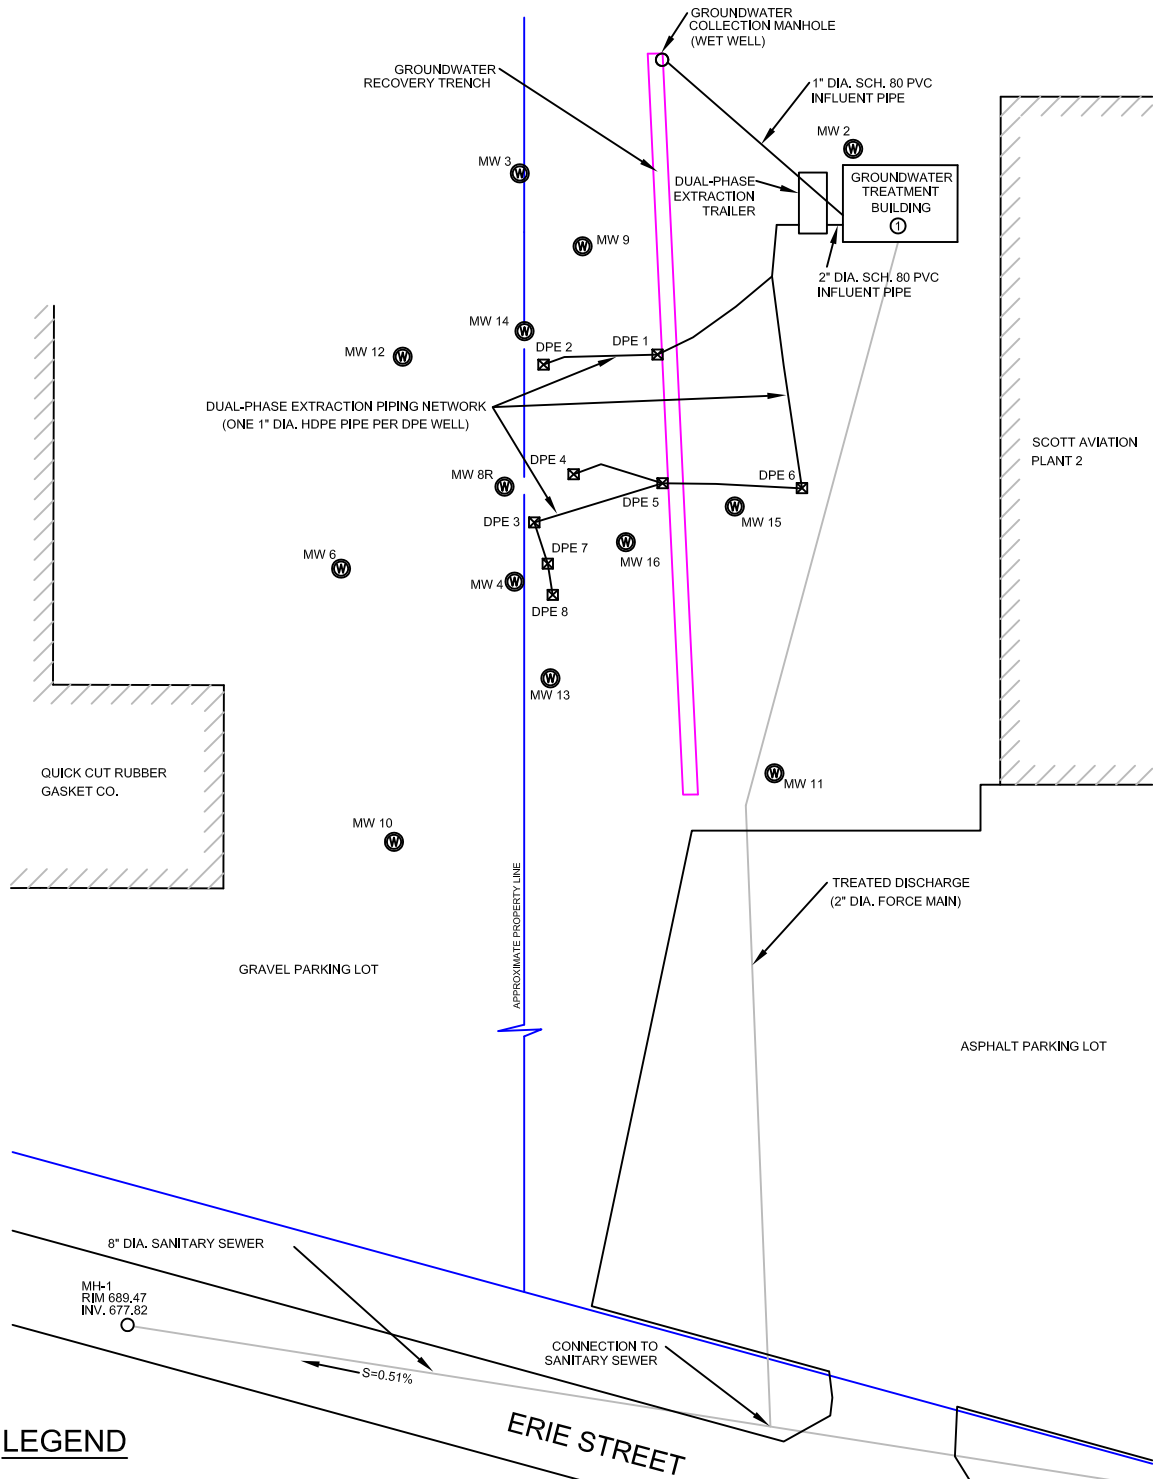 GROUNDWATER
COLLECTION MANHOLE
(WET WELL)
GROUNDWATER
RECOVERY TRENCH
1" DIA. SCH. 80 PVC
INFLUENT PIPE
MW 2
MW 3
W
W
DUAL-PHASE
EXTRACTION
TRAILER
GROUNDWATER
TREATMENT
BUILDING
1
MW 9
W
2" DIA. SCH. 80 PVC
INFLUENT PIPE
MW 14
W
MW 12
W
DPE 2
DPE 1
DUAL-PHASE EXTRACTION PIPING NETWORK
(ONE 1" DIA. HDPE PIPE PER DPE WELL)
SCOTT AVIATION
PLANT 2
DPE 4
MW 8R
W
DPE 5
DPE 6
W
MW 15
DPE 3
DPE 7
W
MW 16
MW 6
W
MW 4
W
DPE 8
W
MW 13
QUICK CUT RUBBER
GASKET CO.
W
MW 11
MW 10
W
APPROXIMATE PROPERTY LINE
TREATED DISCHARGE
(2" DIA. FORCE MAIN)
GRAVEL PARKING LOT
ASPHALT PARKING LOT
8" DIA. SANITARY SEWER
MH-1
RIM 689.47
INV. 677.82
CONNECTION TO
SANITARY SEWER
S=0.51%
ERIE STREET
LEGEND